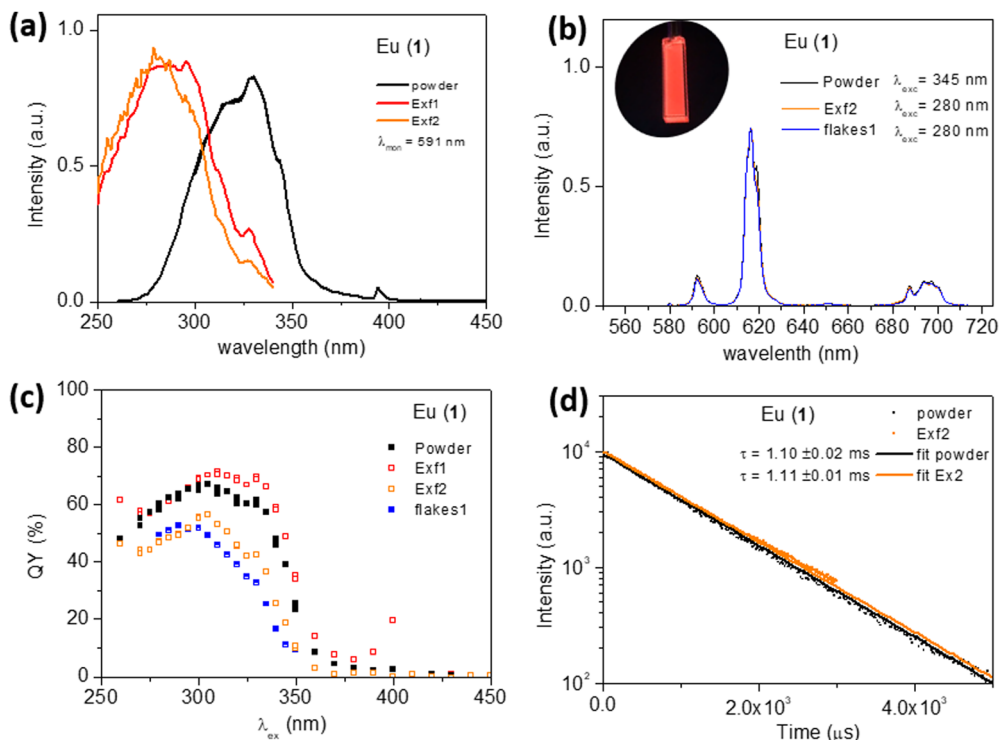 (a)
Eu (1)
powder
Exf1
Exf2
λmon = 591 nm
1.0
0.5
0.0
Intensity (a.u.)
250 300 350 400 450
wavelength (nm)
(b)
Eu (1)
Powder λexc = 345 nm
Exf2 λexc = 280 nm
flakes1 λexc = 280 nm
1.0
0.5
0.0
Intensity (a.u.)
560 580 600 620 640 660 680 700 720
wavelenth (nm)
(c)
Eu (1)
Powder
Exf1
Exf2
flakes1
100
80
60
40
20
0
QY (%)
250 300 350 400 450
λex (nm)
(d)
Eu (1)
powder
Exf2
τ = 1.10 ±0.02 ms fit powder
τ = 1.11 ±0.01 ms fit Ex2
10⁴
10³
10²
Intensity (a.u.)
0.0 2.0x10³ 4.0x10³
Time (μs)